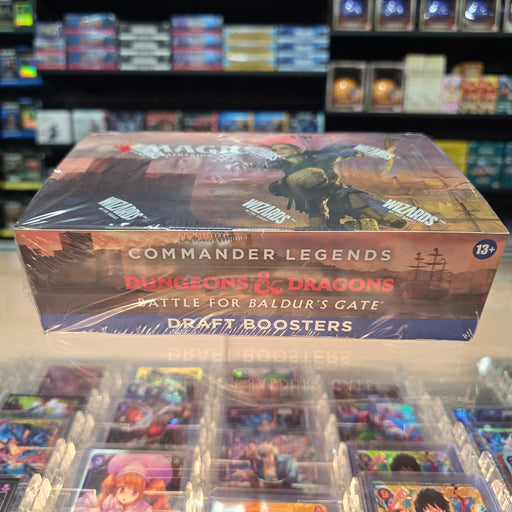 MAGIC
WIZARDS
WIZARDS
WIZARDS
WIZARDS
COMMANDER LEGENDS
13+
DUNGEONS & DRAGONS
BATTLE FOR BALDUR'S GATE
DRAFT BOOSTERS